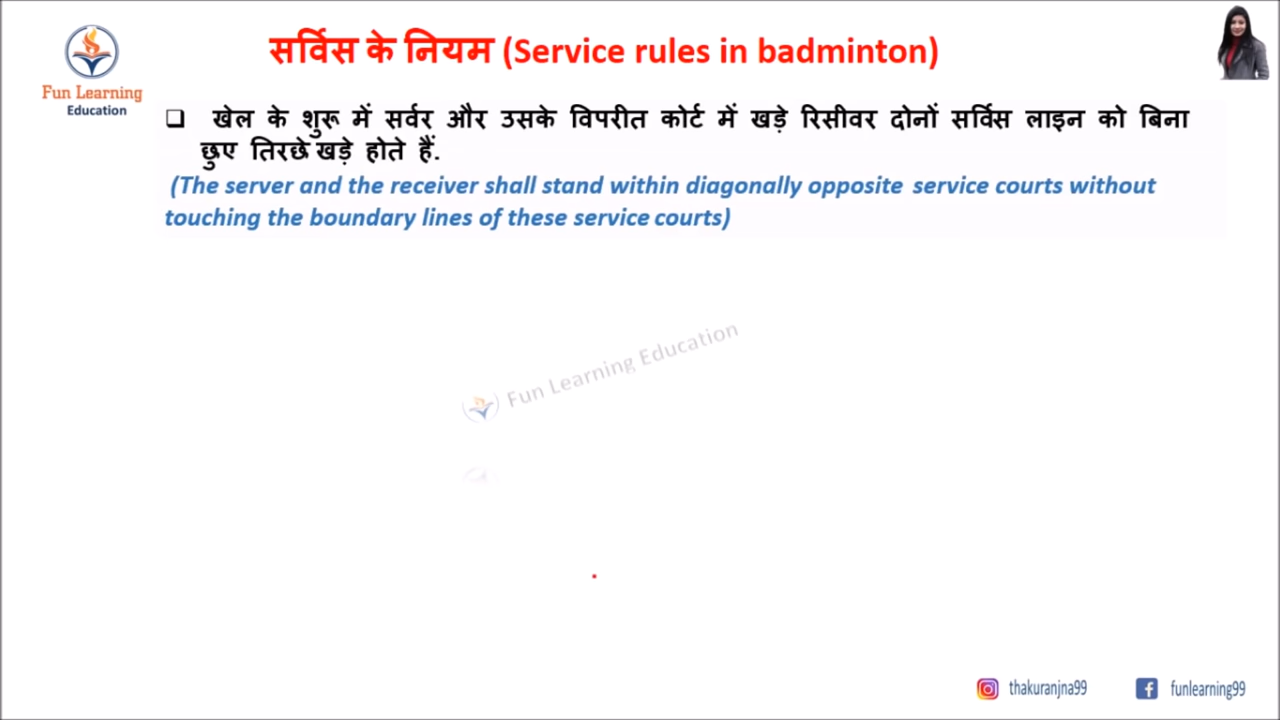 सर्विस के नियम (Service rules in badminton)
Fun Learning
Education
❑ खेल के शुरू में सर्वर और उसके विपरीत कोर्ट में खड़े रिसीवर दोनों सर्विस लाइन को बिना
छुए तिरछे खड़े होते हैं.
(The server and the receiver shall stand within diagonally opposite service courts without
touching the boundary lines of these service courts)
Fun Learning Education
thakuranjna99
funlearning99